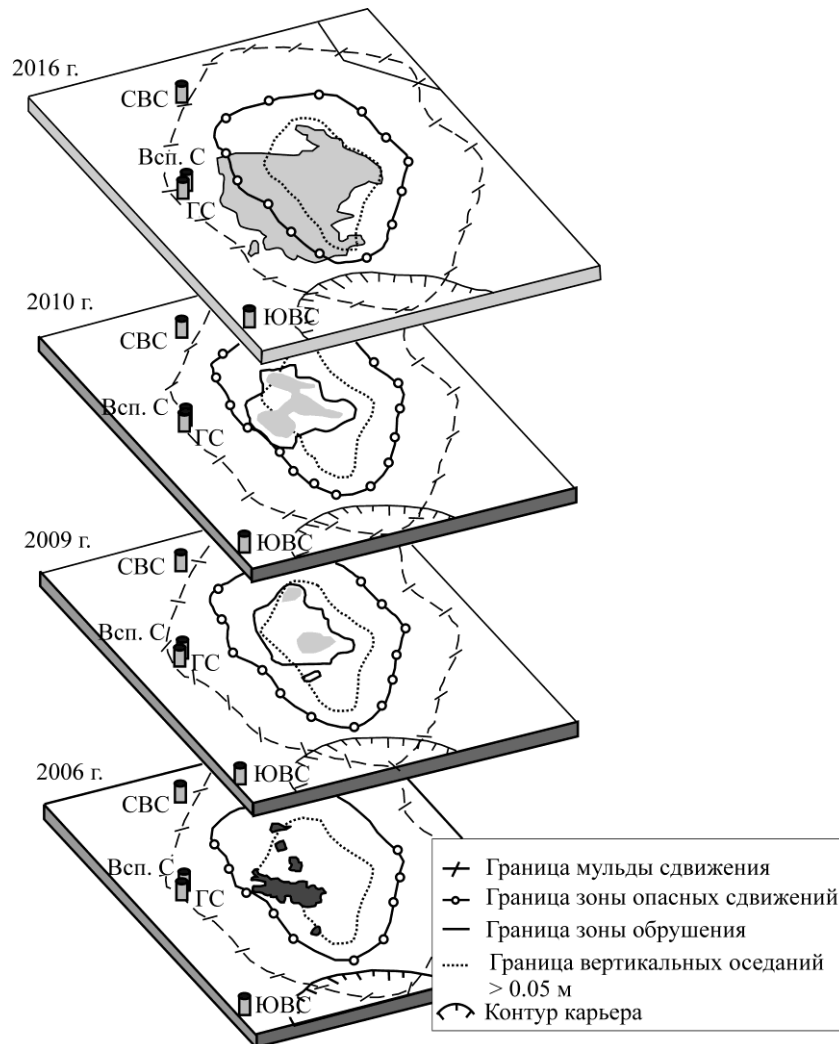 2016 г.
СВС
Всп. С
ГС
ЮВС
2010 г.
СВС
Всп. С
ГС
ЮВС
2009 г.
СВС
Всп. С
ГС
ЮВС
2006 г.
СВС
Всп. С
ГС
ЮВС
Граница мульды сдвижения
Граница зоны опасных сдвижений
Граница зоны обрушения
Граница вертикальных оседаний
> 0.05 м
Контур карьера